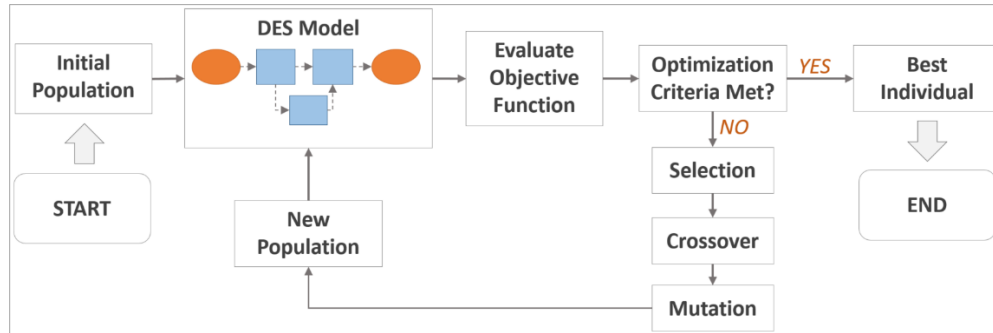 DES Model
Initial
Population
Evaluate
Objective
Function
Optimization
Criteria Met?
YES
Best
Individual
NO
START
New
Population
Selection
Crossover
Mutation
END